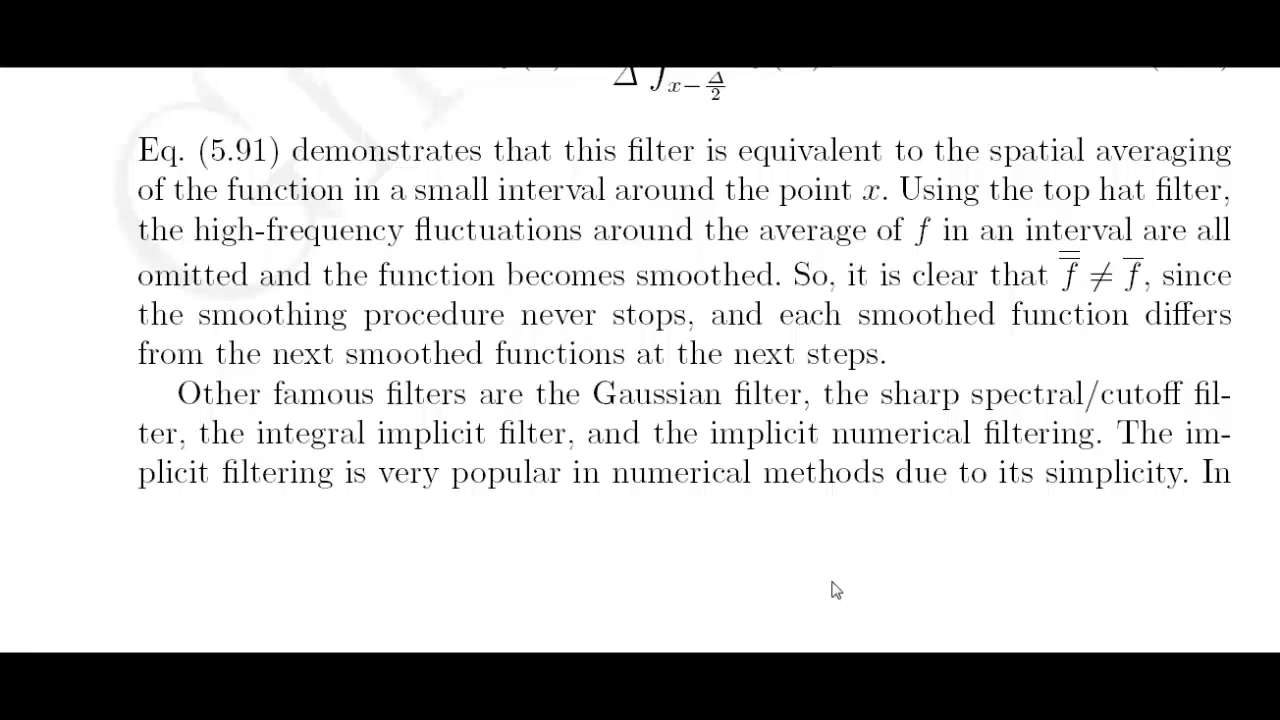 Δ ∫x−Δ/2
Eq. (5.91) demonstrates that this filter is equivalent to the spatial averaging
of the function in a small interval around the point x. Using the top hat filter,
the high-frequency fluctuations around the average of f in an interval are all
omitted and the function becomes smoothed. So, it is clear that f̿ ≠ f̅, since
the smoothing procedure never stops, and each smoothed function differs
from the next smoothed functions at the next steps.
Other famous filters are the Gaussian filter, the sharp spectral/cutoff fil-
ter, the integral implicit filter, and the implicit numerical filtering. The im-
plicit filtering is very popular in numerical methods due to its simplicity. In